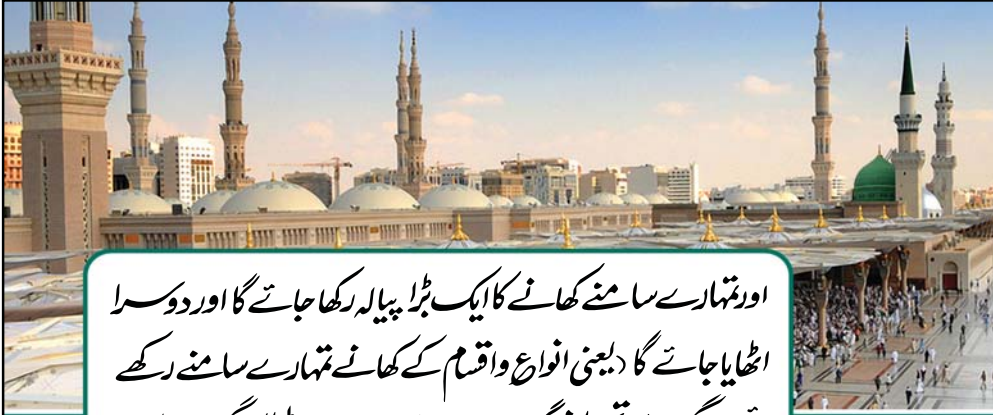 اور تمہارے سامنے کھانے کا ایک بڑا پیالہ رکھا جائے گا اور دوسرا
اٹھایا جائے گا (یعنی انواع واقسام کے کھانے تمہارے سامنے رکھے